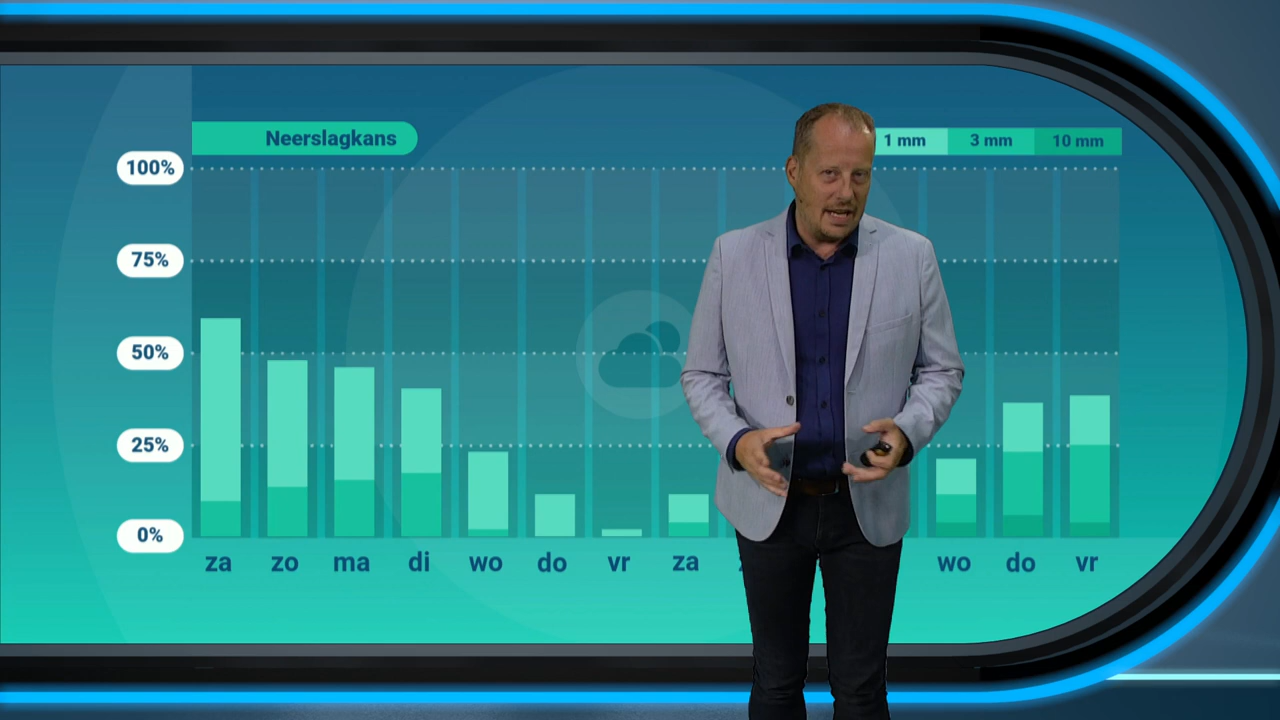 Neerslagkans
1 mm 3 mm 10 mm
100%
75%
50%
25%
0%
za zo ma di wo do vr za wo do vr